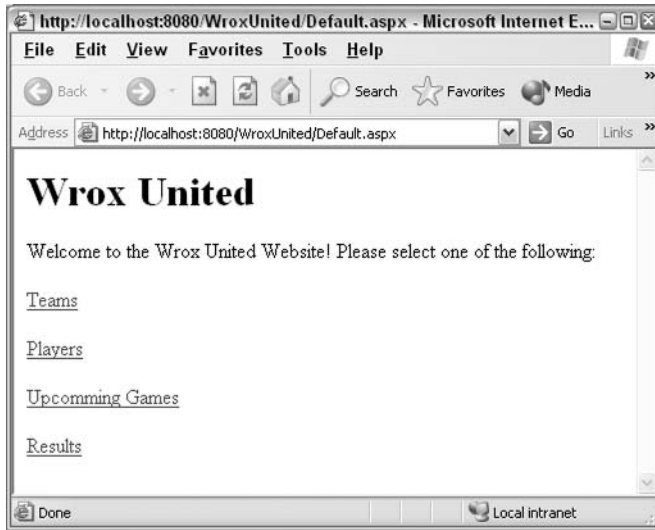 http://localhost:8080/WroxUnited/Default.aspx - Microsoft Internet E...
File Edit View Favorites Tools Help
Back Search Favorites Media »
Address http://localhost:8080/WroxUnited/Default.aspx Go Links »
Wrox United
Welcome to the Wrox United Website! Please select one of the following:
Teams
Players
Upcomming Games
Results
Done Local intranet